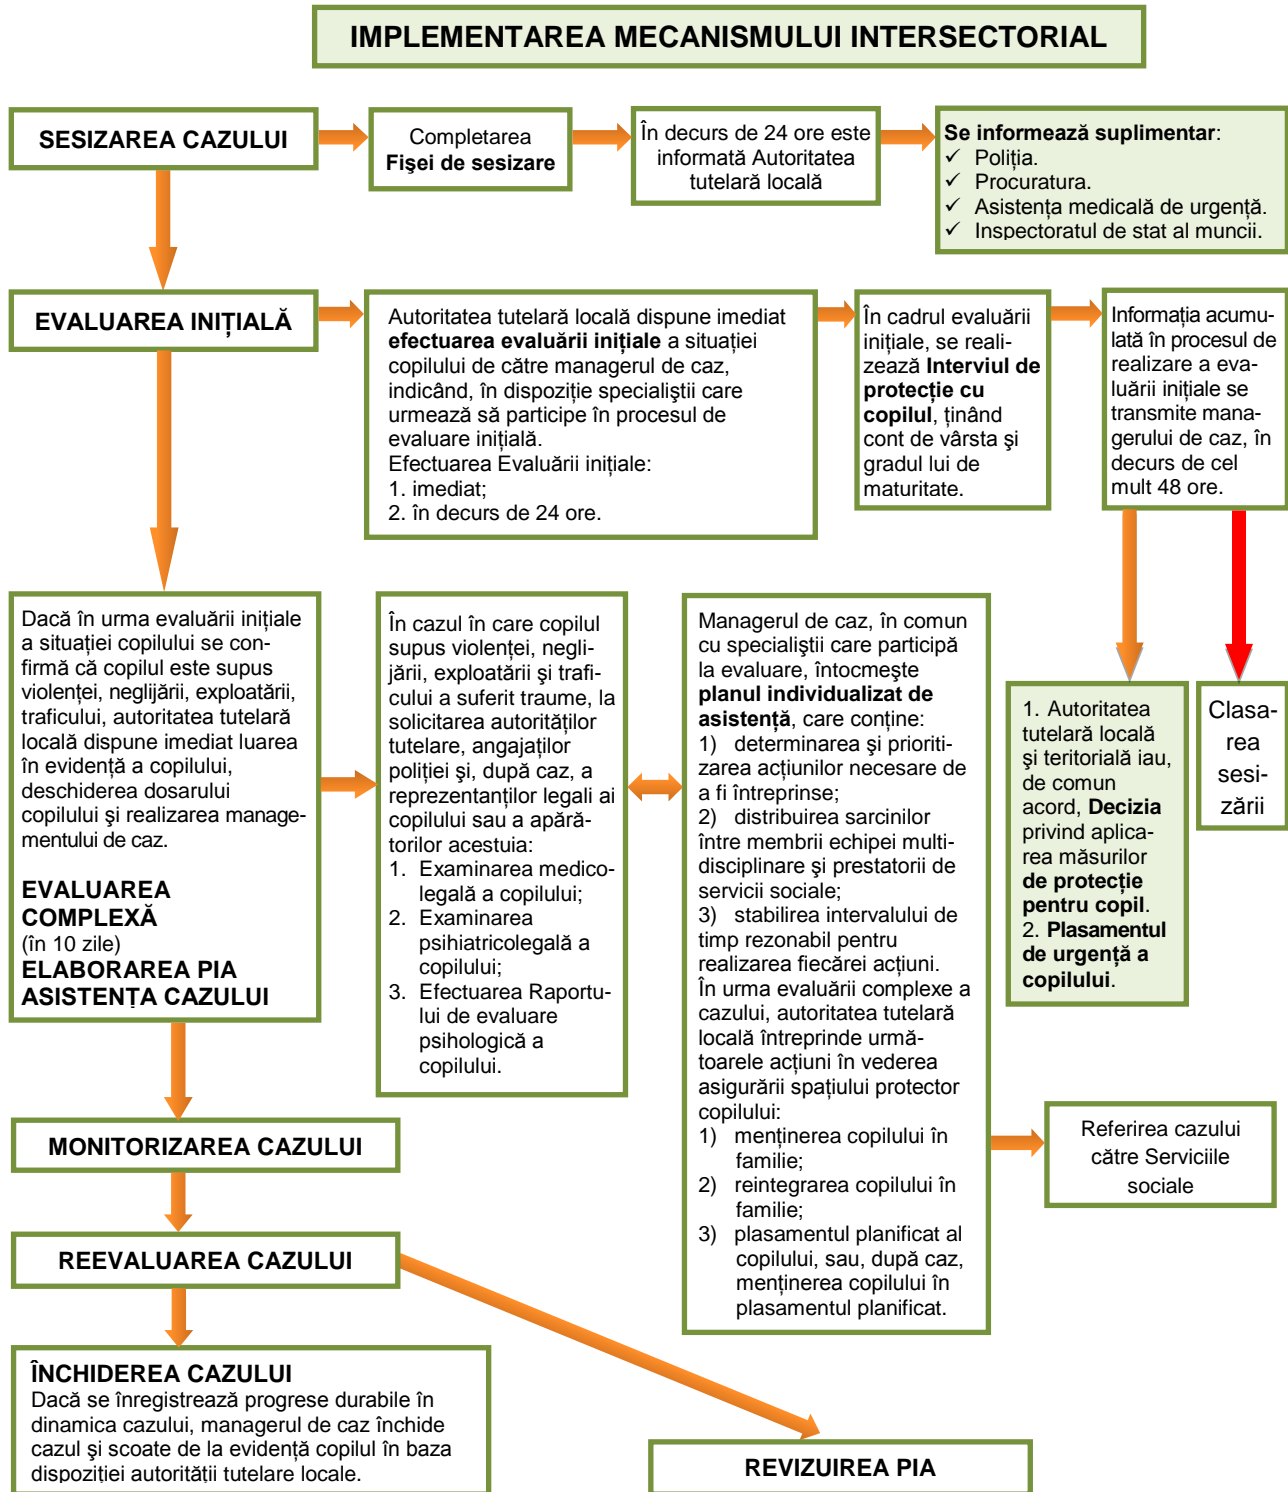 IMPLEMENTAREA MECANISMULUI INTERSECTORIAL
SESIZAREA CAZULUI
Completarea
Fişei de sesizare
În decurs de 24 ore este
informată Autoritatea
tutelară locală
Se informează suplimentar:
✓ Poliția.
✓ Procuratura.
✓ Asistența medicală de urgență.
✓ Inspectoratul de stat al muncii.
EVALUAREA INIȚIALĂ
Autoritatea tutelară locală dispune imediat
efectuarea evaluării inițiale a situației
copilului de către managerul de caz,
indicând, în dispoziție specialiştii care
urmează să participe în procesul de
evaluare inițială.
Efectuarea Evaluării inițiale:
1. imediat;
2. în decurs de 24 ore.
În cadrul evaluării
inițiale, se reali-
zează Interviul de
protecție cu
copilul, ținând
cont de vârsta şi
gradul lui de
maturitate.
Informația acumu-
lată în procesul de
realizare a eva-
luării inițiale se
transmite mana-
gerului de caz, în
decurs de cel
mult 48 ore.
Dacă în urma evaluării inițiale
a situației copilului se con-
firmă că copilul este supus
violenței, neglijării, exploatării,
traficului, autoritatea tutelară
locală dispune imediat luarea
în evidență a copilului,
deschiderea dosarului
copilului şi realizarea manage-
mentului de caz.
EVALUAREA
COMPLEXĂ
(în 10 zile)
ELABORAREA PIA
ASISTENȚA CAZULUI
În cazul în care copilul
supus violenței, negli-
jării, exploatării şi trafi-
cului a suferit traume, la
solicitarea autorităților
tutelare, angajaților
poliției şi, după caz, a
reprezentanților legali ai
copilului sau a apără-
torilor acestuia:
1. Examinarea medico-
legală a copilului;
2. Examinarea
psihiatricolegală a
copilului;
3. Efectuarea Raportu-
lui de evaluare
psihologică a
copilului.
Managerul de caz, în comun
cu specialiştii care participă
la evaluare, întocmeşte
planul individualizat de
asistență, care conține:
1) determinarea şi prioriti-
zarea acțiunilor necesare de
a fi întreprinse;
2) distribuirea sarcinilor
între membrii echipei multi-
disciplinare şi prestatorii de
servicii sociale;
3) stabilirea intervalului de
timp rezonabil pentru
realizarea fiecărei acțiuni.
În urma evaluării complexe a
cazului, autoritatea tutelară
locală întreprinde urmă-
toarele acțiuni în vederea
asigurării spațiului protector
copilului:
1) menținerea copilului în
familie;
2) reintegrarea copilului în
familie;
3) plasamentul planificat al
copilului, sau, după caz,
menținerea copilului în
plasamentul planificat.
1. Autoritatea
tutelară locală
şi teritorială iau,
de comun
acord, Decizia
privind aplica-
rea măsurilor
de protecție
pentru copil.
2. Plasamentul
de urgență a
copilului.
Clasa-
rea
sesi-
zării
Referirea cazului
către Serviciile
sociale
MONITORIZAREA CAZULUI
REEVALUAREA CAZULUI
ÎNCHIDEREA CAZULUI
Dacă se înregistrează progrese durabile în
dinamica cazului, managerul de caz închide
cazul şi scoate de la evidență copilul în baza
dispoziției autorității tutelare locale.
REVIZUIREA PIA